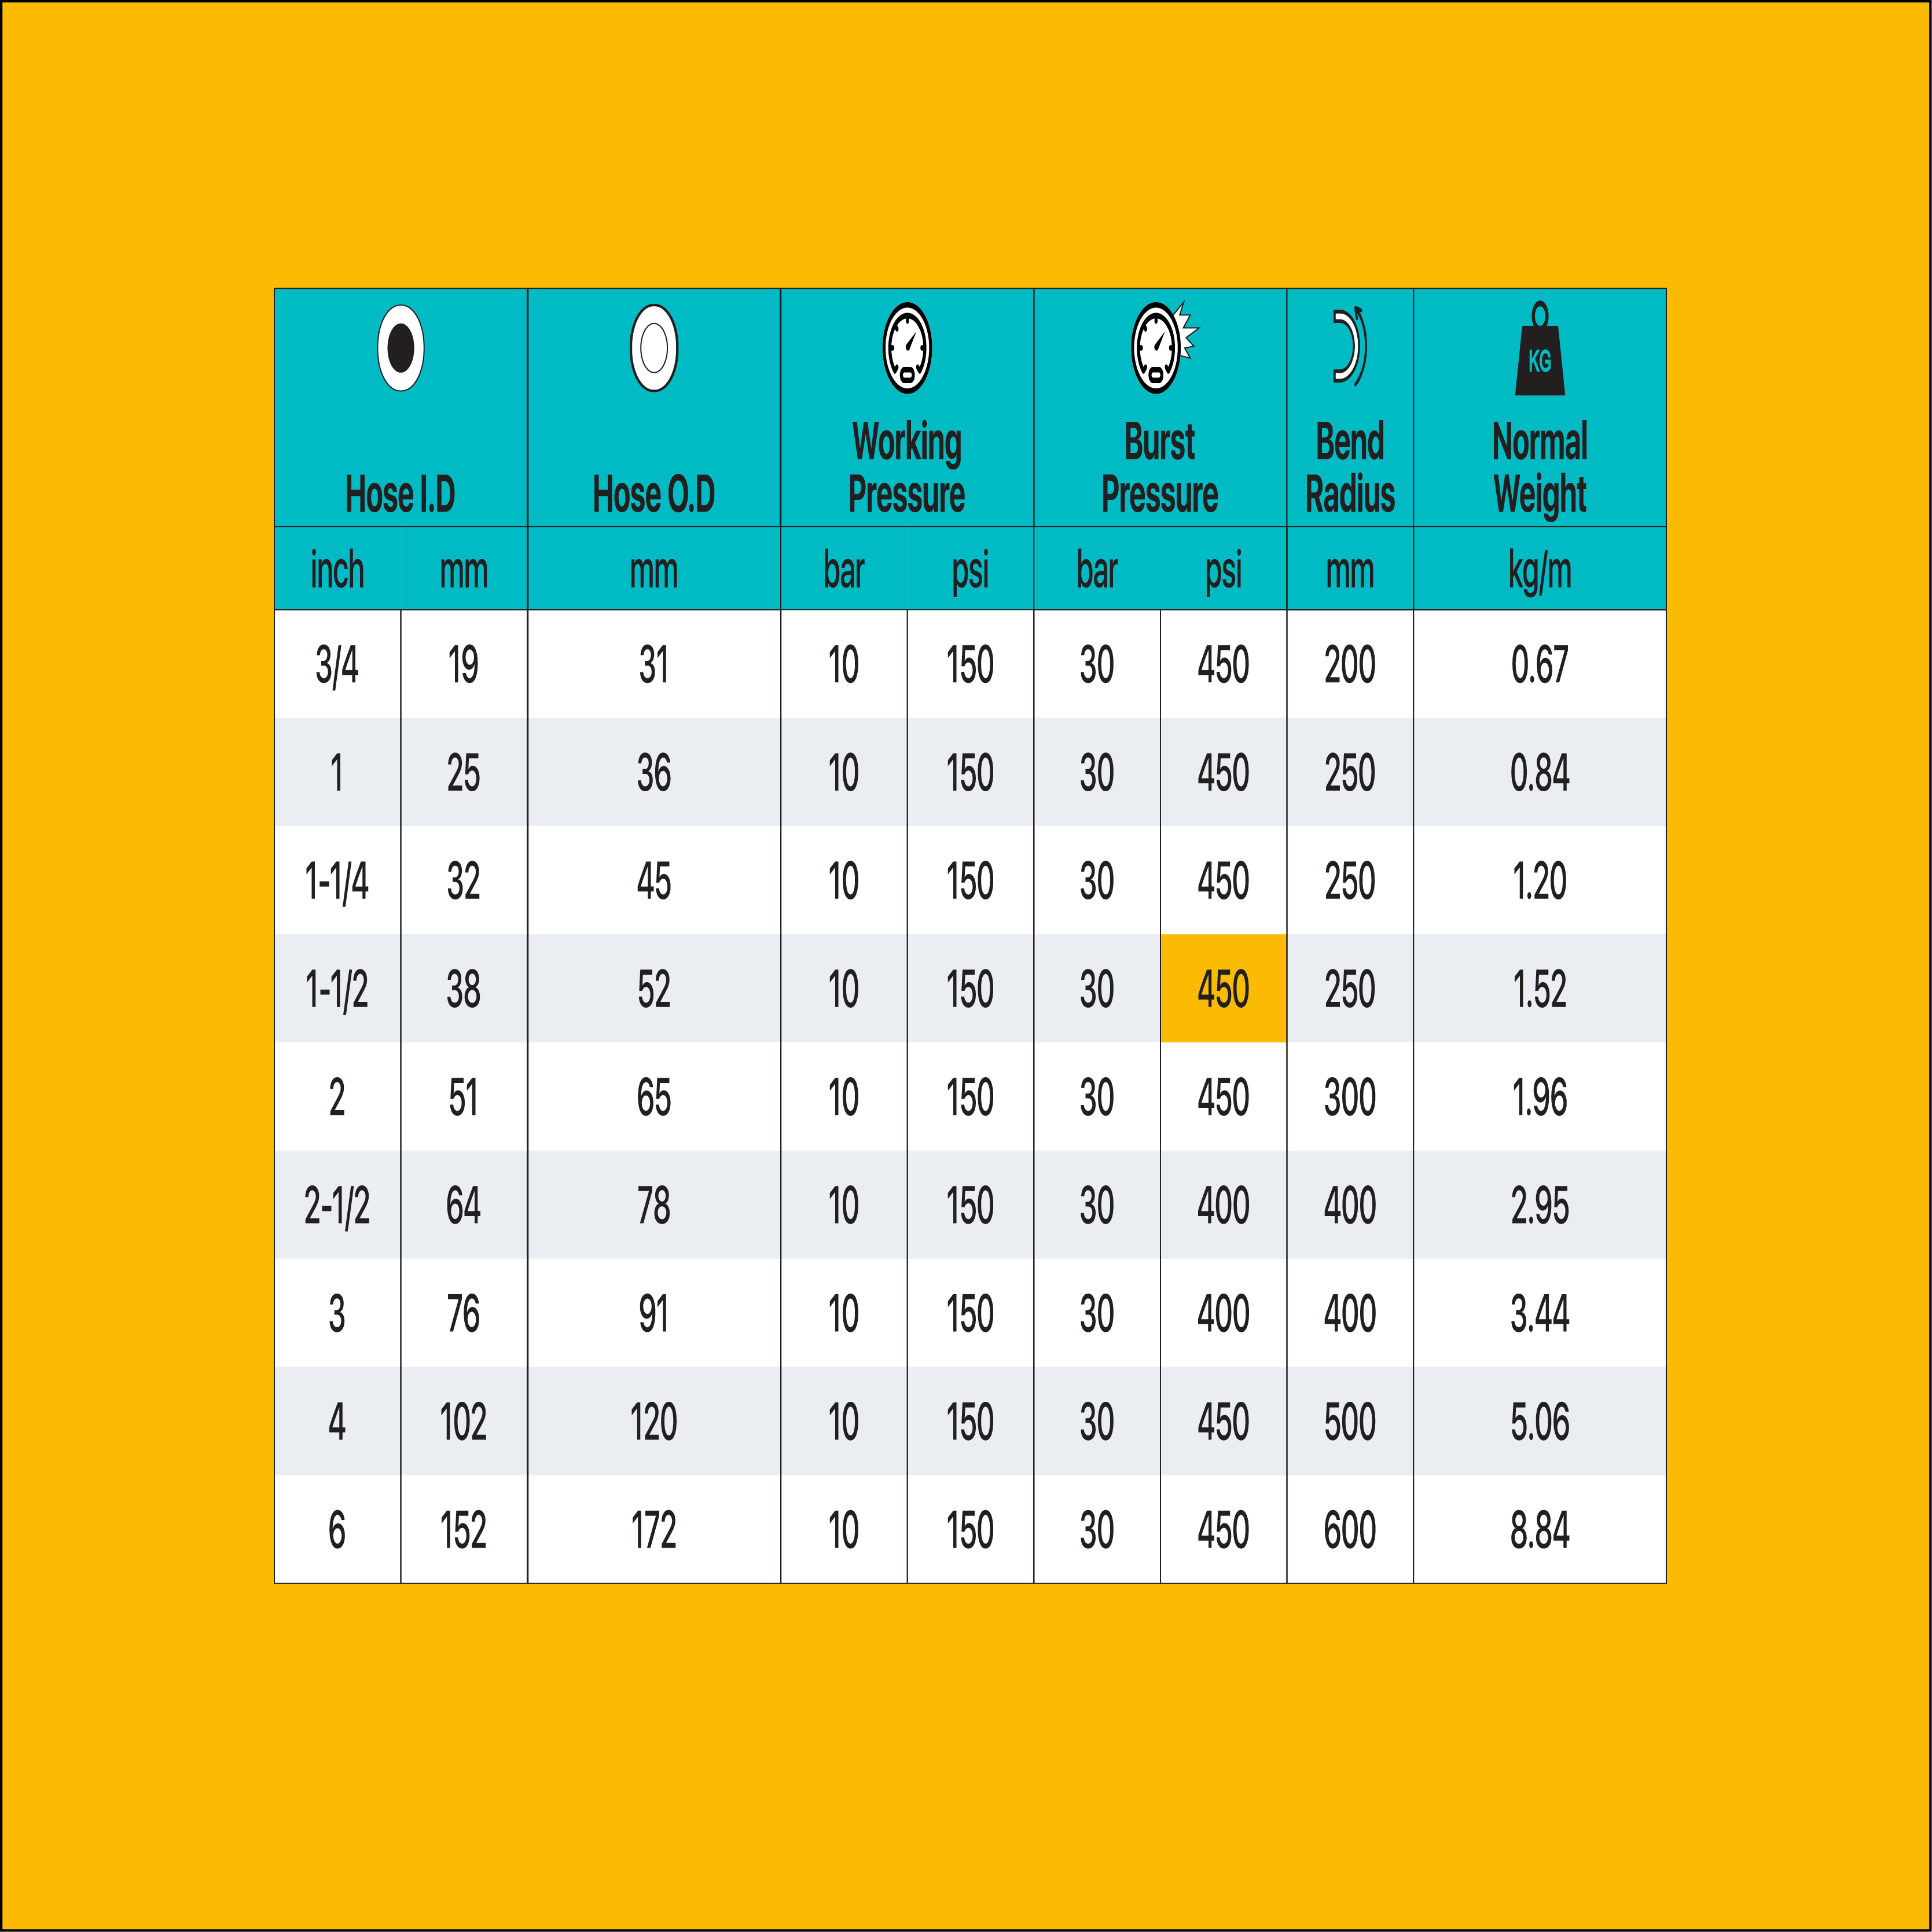 KG
Hose I.D Hose O.D Working Pressure Burst Pressure Bend Radius Normal Weight
inch mm mm bar psi bar psi mm kg/m
3/4 19 31 10 150 30 450 200 0.67
1 25 36 10 150 30 450 250 0.84
1-1/4 32 45 10 150 30 450 250 1.20
1-1/2 38 52 10 150 30 450 250 1.52
2 51 65 10 150 30 450 300 1.96
2-1/2 64 78 10 150 30 400 400 2.95
3 76 91 10 150 30 400 400 3.44
4 102 120 10 150 30 450 500 5.06
6 152 172 10 150 30 450 600 8.84